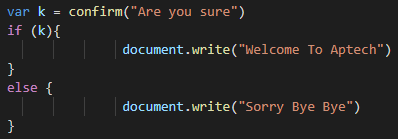 var k = confirm("Are you sure")
if (k){
document.write("Welcome To Aptech")
}
else {
document.write("Sorry Bye Bye")
}